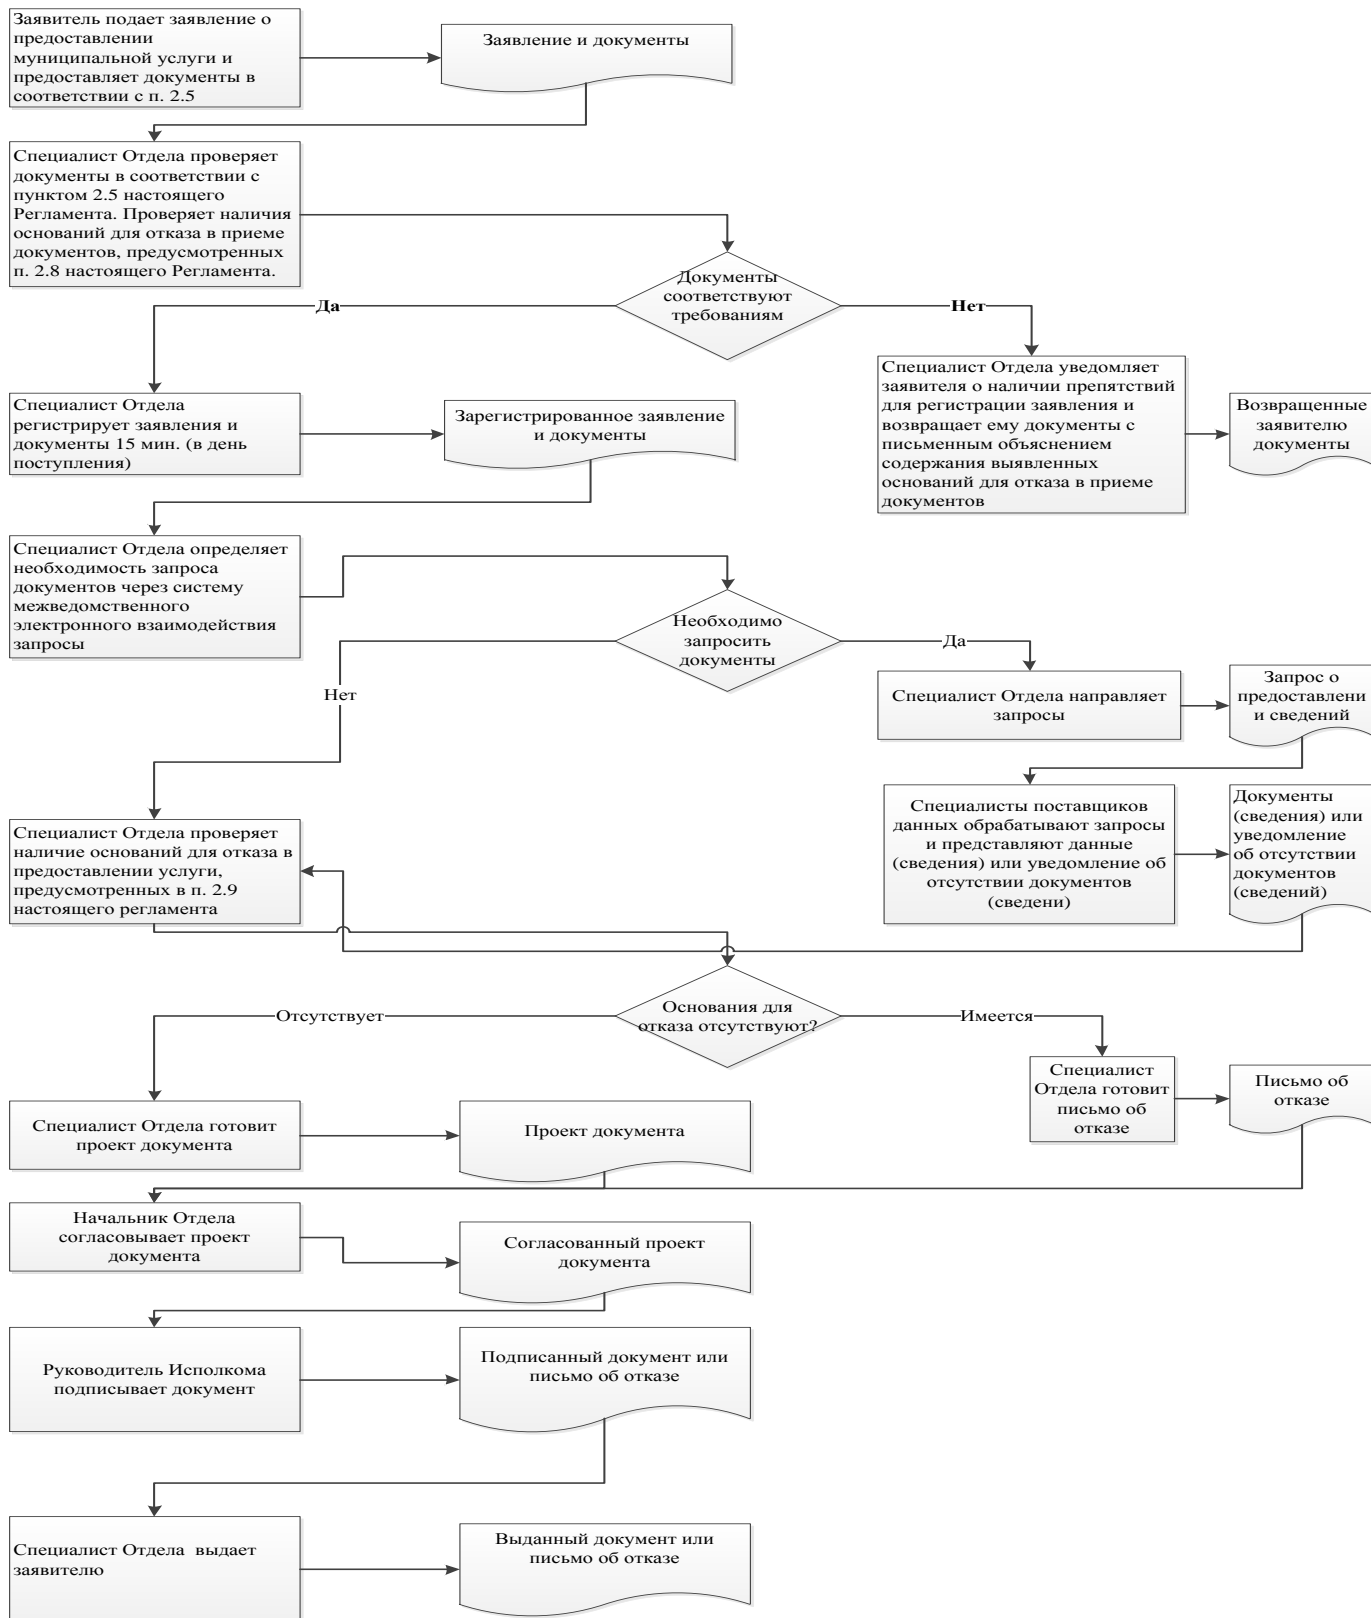 Заявитель подает заявление о
предоставлении
муниципальной услуги и
предоставляет документы в
соответствии с п. 2.5
Заявление и документы
Специалист Отдела проверяет
документы в соответствии с
пунктом 2.5 настоящего
Регламента. Проверяет наличия
оснований для отказа в приеме
документов, предусмотренных
п. 2.8 настоящего Регламента.
Документы
соответствуют
требованиям
Да
Нет
Специалист Отдела
регистрирует заявления и
документы 15 мин. (в день
поступления)
Зарегистрированное заявление
и документы
Специалист Отдела уведомляет
заявителя о наличии препятствий
для регистрации заявления и
возвращает ему документы с
письменным объяснением
содержания выявленных
оснований для отказа в приеме
документов
Возвращенные
заявителю
документы
Специалист Отдела определяет
необходимость запроса
документов через систему
межведомственного
электронного взаимодействия
запросы
Необходимо
запросить
документы
Да
Нет
Специалист Отдела направляет
запросы
Запрос о
предоставлени
и сведений
Специалисты поставщиков
данных обрабатывают запросы
и представляют данные
(сведения) или уведомление об
отсутствии документов
(сведени)
Документы
(сведения) или
уведомление
об отсутствии
документов
(сведений)
Специалист Отдела проверяет
наличие оснований для отказа в
предоставлении услуги,
предусмотренных в п. 2.9
настоящего регламента
Основания для
отказа отсутствуют?
Отсутствует
Имеется
Специалист
Отдела готовит
письмо об
отказе
Письмо об
отказе
Специалист Отдела готовит
проект документа
Проект документа
Начальник Отдела
согласовывает проект
документа
Согласованный проект
документа
Руководитель Исполкома
подписывает документ
Подписанный документ или
письмо об отказе
Специалист Отдела  выдает
заявителю
Выданный документ или
письмо об отказе